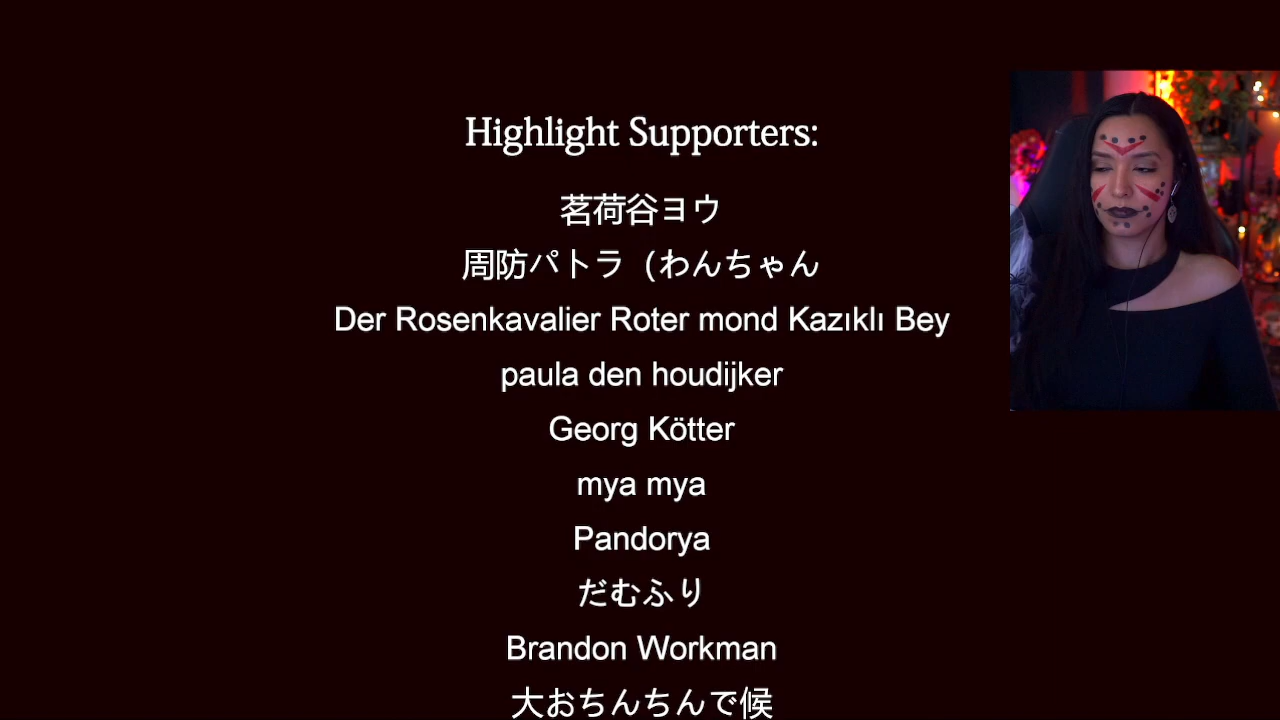 Highlight Supporters:
茗荷谷ヨウ
周防パトラ（わんちゃん
Der Rosenkavalier Roter mond Kazıklı Bey
paula den houdijker
Georg Kötter
mya mya
Pandorya
だむふり
Brandon Workman
大おちんちんで候